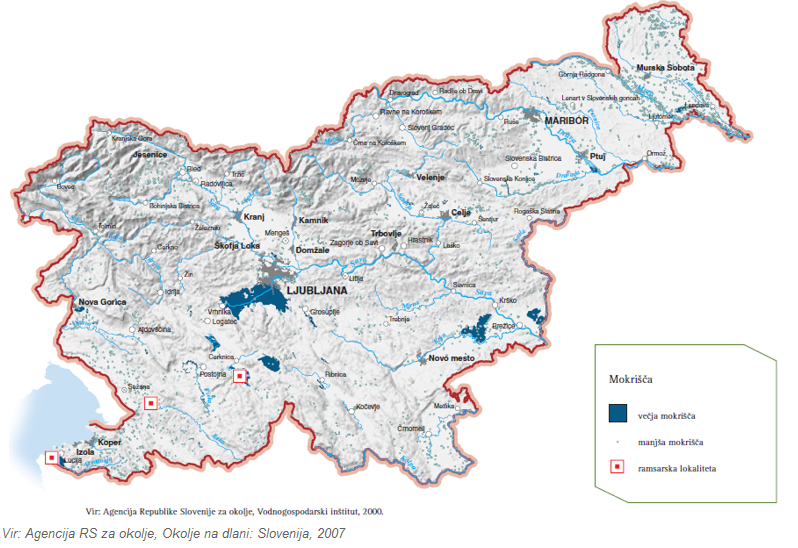 Murska Sobota
Gornja Radgona
Lenart v Slovenskih goricah
Lendava
Ljutomer
Dravograd
Radlje ob Dravi
Ravne na Koroškem
Ruše
MARIBOR
Slovenj Gradec
Črna na Koroškem
Kranjska Gora
Jesenice
Slovenska Bistrica
Ptuj
Ormož
Bled
Tržič
Radovljica
Bovec
Mozirje
Velenje
Slovenske Konjice
Bohinjska Bistrica
Kranj
Kamnik
Žalec
Celje
Šentjur
Rogaška Slatina
Tolmin
Železniki
Mengeš
Trbovlje
Cerkno
Škofja Loka
Domžale
Zagorje ob Savi
Hrastnik
Laško
Žiri
Idrija
LJUBLJANA
Litija
Sava
Sevnica
Sava
Nova Gorica
Vrhnika
Logatec
Grosuplje
Trebnje
Krško
Brežice
Ajdovščina
Cerknica
Novo mesto
Postojna
Ribnica
Sežana
Kočevje
Metlika
Črnomelj
Koper
Izola
Lucija
Mokrišča
večja mokrišča
manjša mokrišča
ramsarska lokaliteta
Vir: Agencija Republike Slovenije za okolje, Vodnogospodarski inštitut, 2000.
Vir: Agencija RS za okolje, Okolje na dlani: Slovenija, 2007